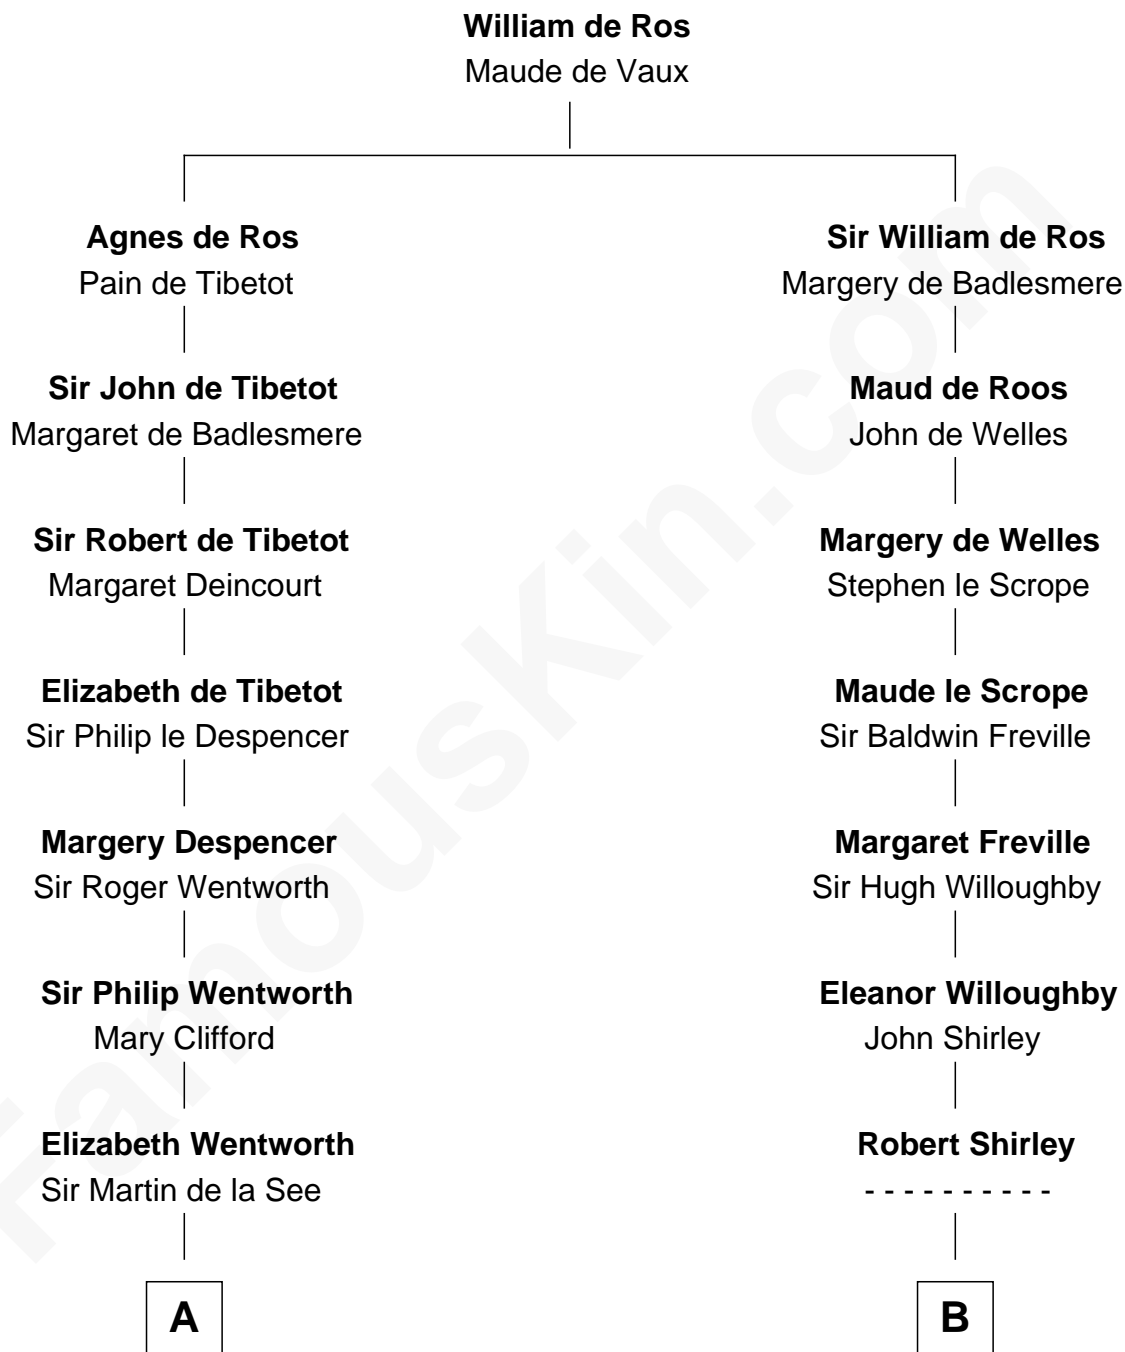 William de Ros
Maude de Vaux
Agnes de Ros
Pain de Tibetot
Sir William de Ros
Margery de Badlesmere
Sir John de Tibetot
Margaret de Badlesmere
Maud de Roos
John de Welles
Sir Robert de Tibetot
Margaret Deincourt
Margery de Welles
Stephen le Scrope
Elizabeth de Tibetot
Sir Philip le Despencer
Maude le Scrope
Sir Baldwin Freville
Margery Despencer
Sir Roger Wentworth
Margaret Freville
Sir Hugh Willoughby
Sir Philip Wentworth
Mary Clifford
Eleanor Willoughby
John Shirley
Elizabeth Wentworth
Sir Martin de la See
Robert Shirley
- - - - - - - - - -
A
B
FamousKin.com